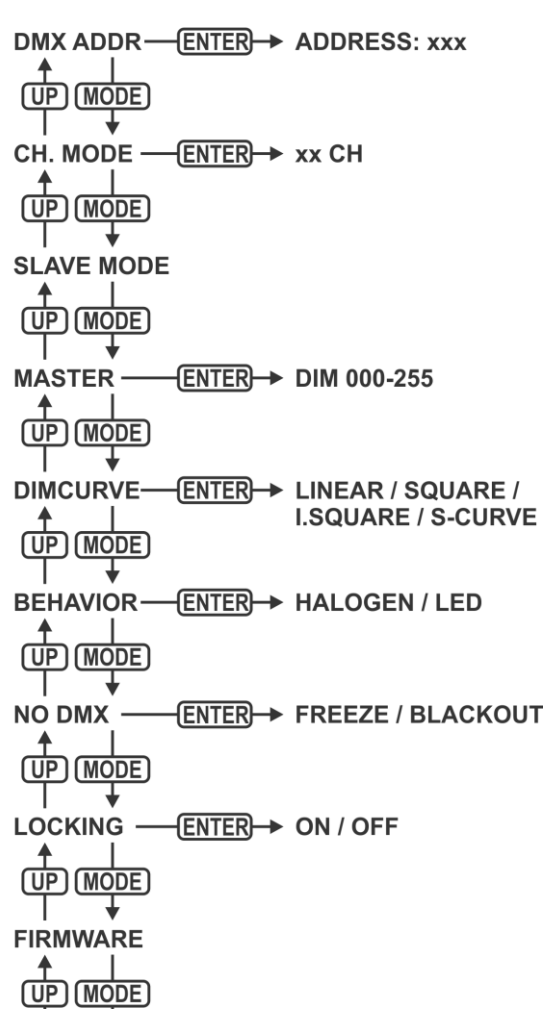 DMX ADDR ENTER ADDRESS: xxx
UP MODE
CH. MODE ENTER xx CH
UP MODE
SLAVE MODE
UP MODE
MASTER ENTER DIM 000-255
UP MODE
DIMCURVE ENTER LINEAR / SQUARE /
I.SQUARE / S-CURVE
UP MODE
BEHAVIOR ENTER HALOGEN / LED
UP MODE
NO DMX ENTER FREEZE / BLACKOUT
UP MODE
LOCKING ENTER ON / OFF
UP MODE
FIRMWARE
UP MODE